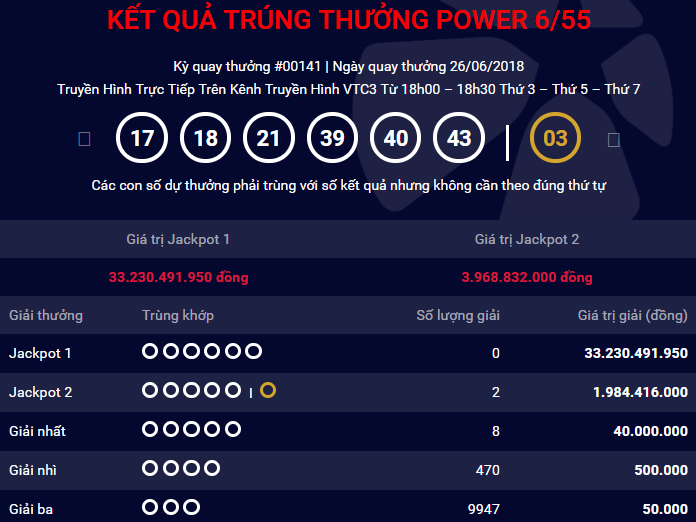 KẾT QUẢ TRÚNG THƯỞNG POWER 6/55
Kỳ quay thưởng #00141 | Ngày quay thưởng 26/06/2018
Truyền Hình Trực Tiếp Trên Kênh Truyền Hình VTC3 Từ 18h00 – 18h30 Thứ 3 – Thứ 5 – Thứ 7
17 18 21 39 40 43 | 03
Các con số dự thưởng phải trùng với số kết quả nhưng không cần theo đúng thứ tự
Giá trị Jackpot 1 Giá trị Jackpot 2
33.230.491.950 đồng 3.968.832.000 đồng
Giải thưởng Trùng khớp Số lượng giải Giá trị giải (đồng)
Jackpot 1 0 33.230.491.950
Jackpot 2 | 2 1.984.416.000
Giải nhất 8 40.000.000
Giải nhì 470 500.000
Giải ba 9947 50.000